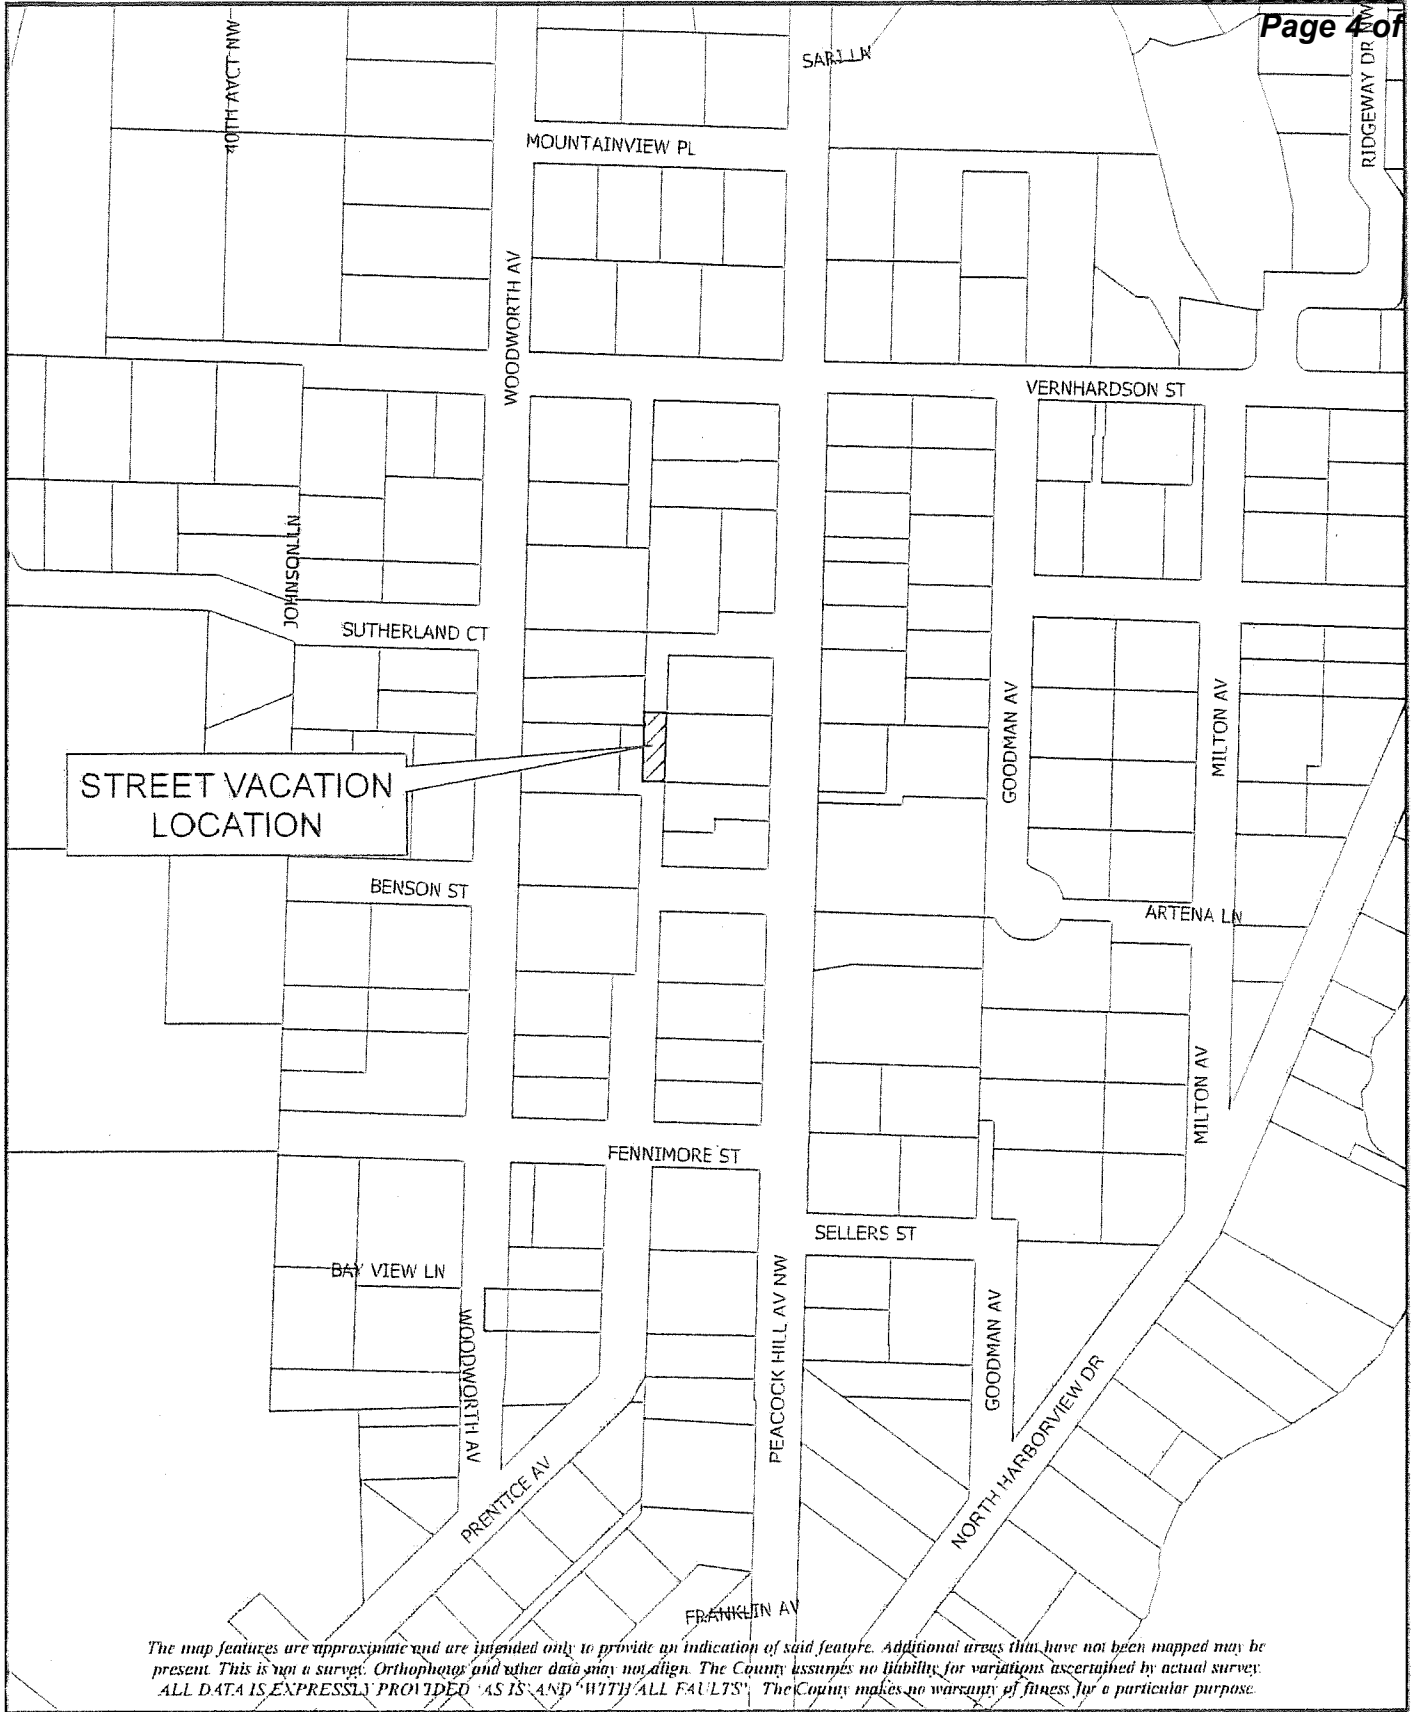 Page 4 of
40TH AVCT NW
SARI LN
RIDGEWAY DR NW
MOUNTAINVIEW PL
WOODWORTH AV
VERNHARDSON ST
JOHNSON LN
SUTHERLAND CT
GOODMAN AV
MILTON AV
STREET VACATION
LOCATION
BENSON ST
ARTENA LN
MILTON AV
FENNIMORE ST
SELLERS ST
BAY VIEW LN
WOODWORTH AV
PEACOCK HILL AV NW
GOODMAN AV
NORTH HARBORVIEW DR
PRENTICE AV
FRANKLIN AV
The map features are approximate and are intended only to provide an indication of said feature. Additional areas that have not been mapped may be
present. This is not a survey. Orthophotos and other data may not align. The County assumes no liability for variations ascertained by actual survey.
ALL DATA IS EXPRESSLY PROVIDED 'AS IS' AND "WITH ALL FAULTS". The County makes no warranty of fitness for a particular purpose.